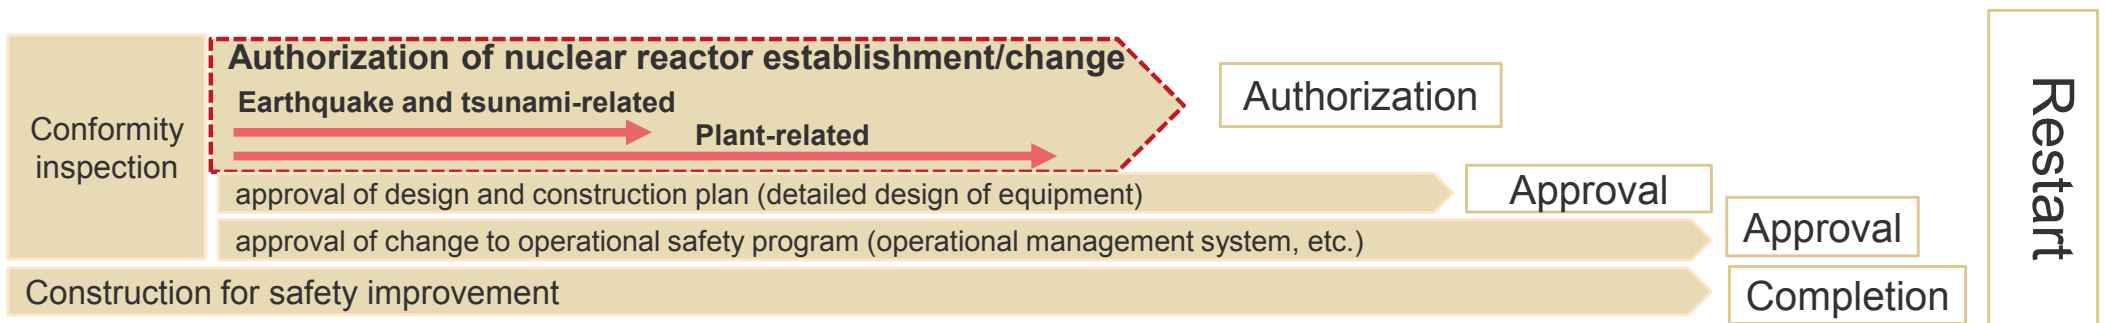 Conformity
inspection
Authorization of nuclear reactor establishment/change
Earthquake and tsunami-related
Plant-related
Authorization
approval of design and construction plan (detailed design of equipment)
Approval
approval of change to operational safety program (operational management system, etc.)
Approval
Construction for safety improvement
Completion
Restart